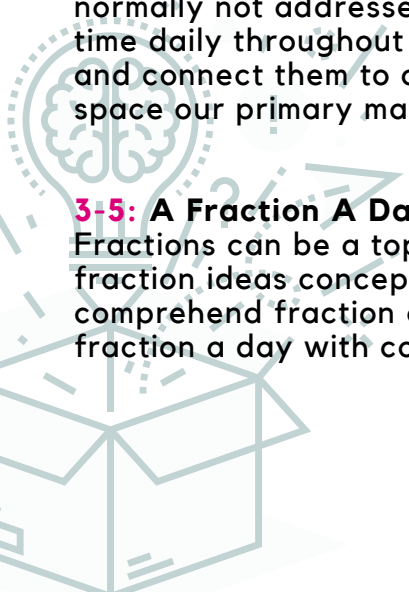 normally not addresse
time daily throughout
and connect them to
space our primary ma
3-5: A Fraction A Da
Fractions can be a top
fraction ideas concep
comprehend fraction
fraction a day with co